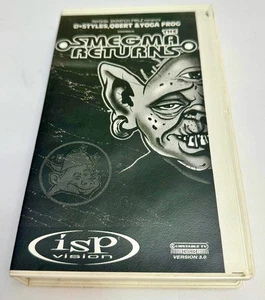 D-STYLES, QBERT & YOGA FROG
THE
SMEGMA
RETURNS
isp
vision
VERSION 2.0